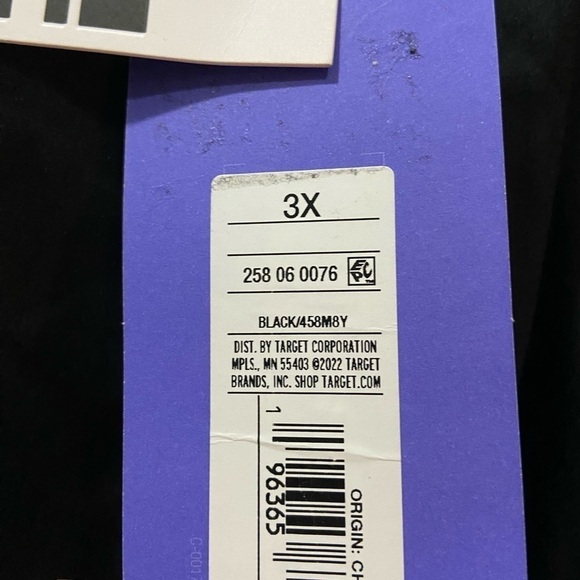 3X
258 06 0076 EPC
BLACK/458M8Y
DIST. BY TARGET CORPORATION
MPLS., MN 55403 ©2022 TARGET
BRANDS, INC. SHOP TARGET.COM
1 96365
ORIGIN: CH